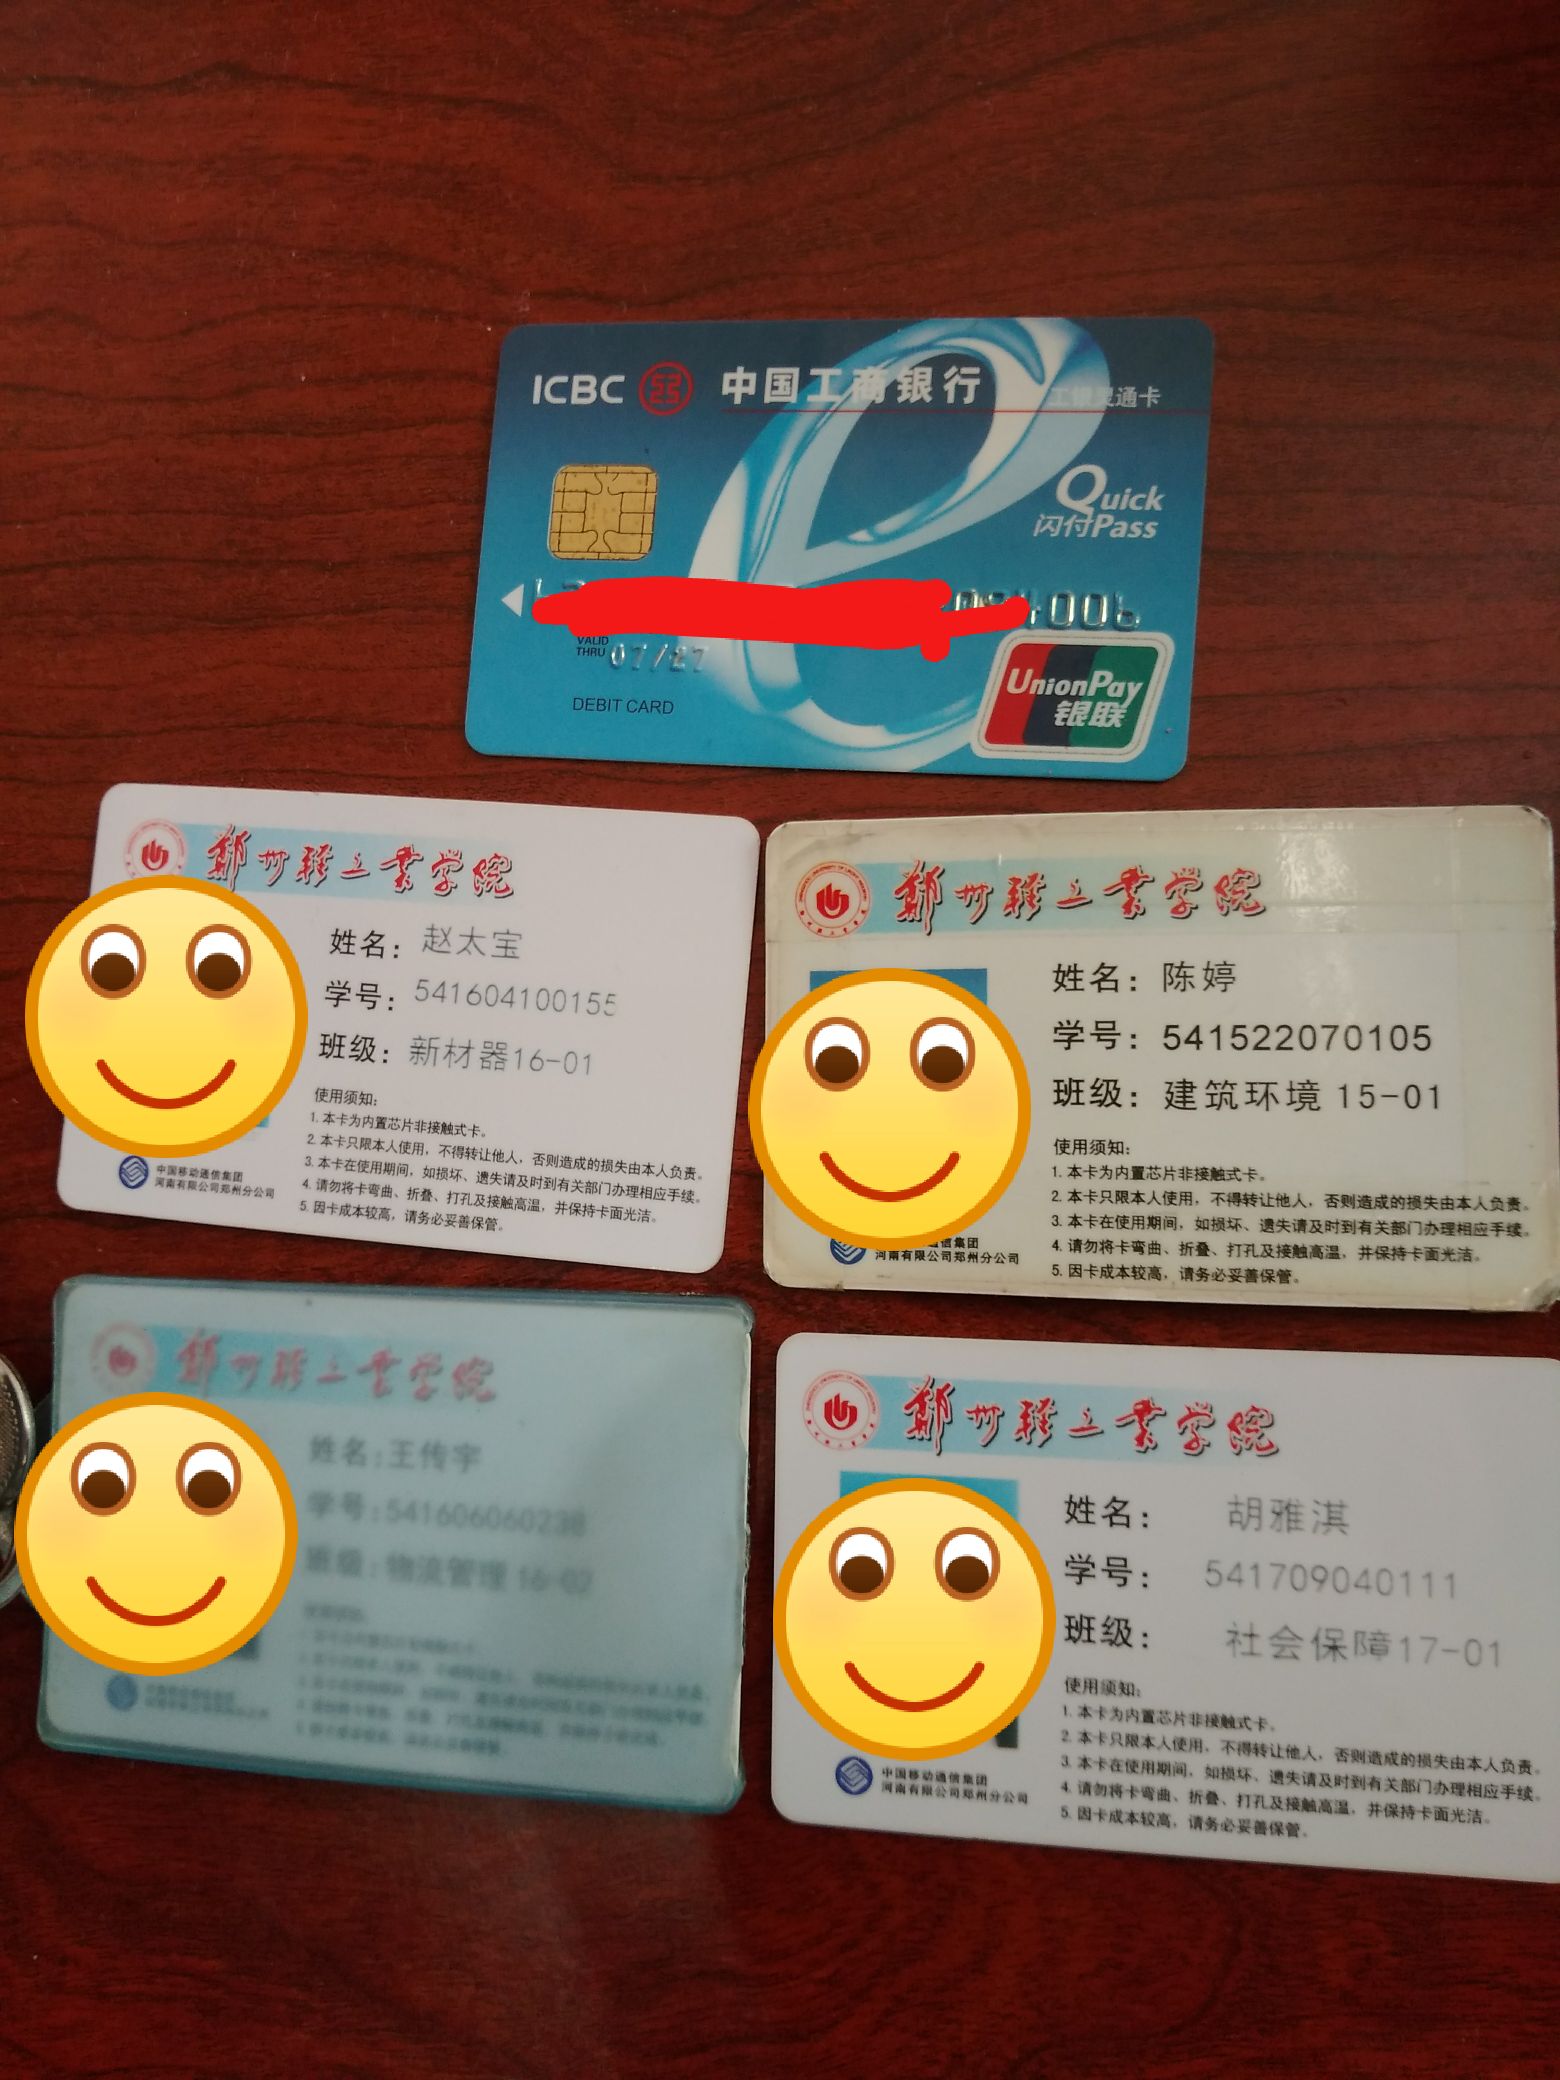 ICBC 中国工商银行
工银灵通卡
Quick
闪付Pass
4006
VALID
THRU 07/27
DEBIT CARD
UnionPay
银联
郑州轻工业学院
姓名：赵太宝
学号：541604100155
班级：新材器16-01
使用须知：
1. 本卡为内置芯片非接触式卡。
2. 本卡只限本人使用，不得转让他人，否则造成的损失由本人负责。
3. 本卡在使用期间，如损坏、遗失请及时到有关部门办理相应手续。
4. 请勿将卡弯曲、折叠、打孔及接触高温，并保持卡面光洁。
5. 因卡成本较高，请务必妥善保管。
中国移动通信集团
河南有限公司郑州分公司
郑州轻工业学院
姓名：陈婷
学号：541522070105
班级：建筑环境 15-01
使用须知：
1. 本卡为内置芯片非接触式卡。
2. 本卡只限本人使用，不得转让他人，否则造成的损失由本人负责。
3. 本卡在使用期间，如损坏、遗失请及时到有关部门办理相应手续。
4. 请勿将卡弯曲、折叠、打孔及接触高温，并保持卡面光洁。
5. 因卡成本较高，请务必妥善保管。
通信集团
河南有限公司郑州分公司
郑州轻工业学院
姓名：王传宇
学号：541606060238
班级：物流管理 16-02
郑州轻工业学院
姓名：胡雅淇
学号：541709040111
班级：社会保障17-01
使用须知：
1. 本卡为内置芯片非接触式卡。
2. 本卡只限本人使用，不得转让他人，否则造成的损失由本人负责。
3. 本卡在使用期间，如损坏、遗失请及时到有关部门办理相应手续。
4. 请勿将卡弯曲、折叠、打孔及接触高温，并保持卡面光洁。
5. 因卡成本较高，请务必妥善保管。
中国移动通信集团
河南有限公司郑州分公司